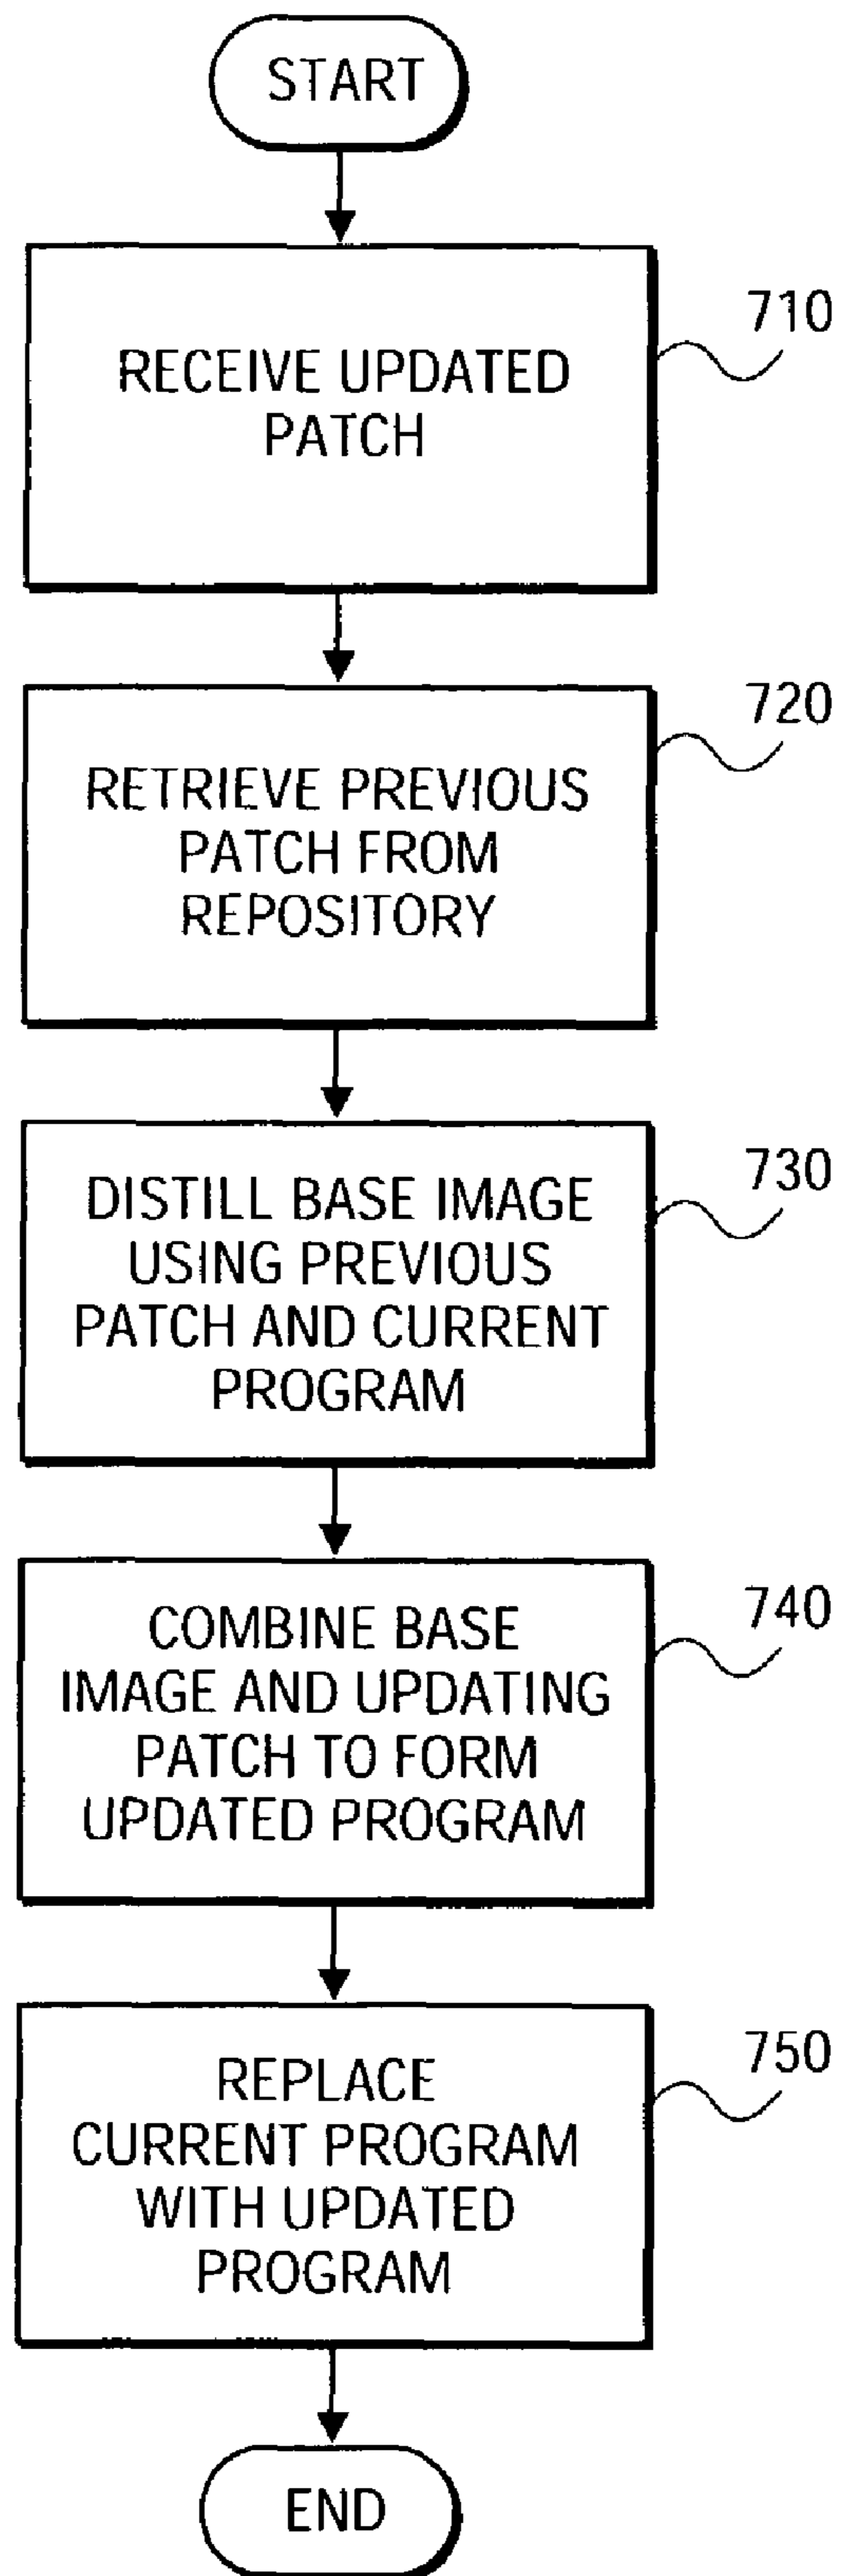 START
710
RECEIVE UPDATED
PATCH
720
RETRIEVE PREVIOUS
PATCH FROM
REPOSITORY
730
DISTILL BASE IMAGE
USING PREVIOUS
PATCH AND CURRENT
PROGRAM
740
COMBINE BASE
IMAGE AND UPDATING
PATCH TO FORM
UPDATED PROGRAM
750
REPLACE
CURRENT PROGRAM
WITH UPDATED
PROGRAM
END